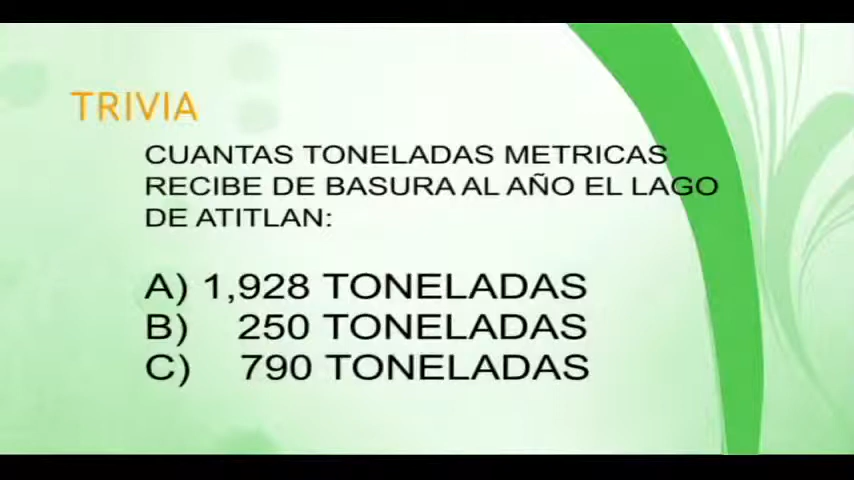 TRIVIA
CUANTAS TONELADAS METRICAS
RECIBE DE BASURA AL AÑO EL LAGO
DE ATITLAN:
A) 1,928 TONELADAS
B) 250 TONELADAS
C) 790 TONELADAS